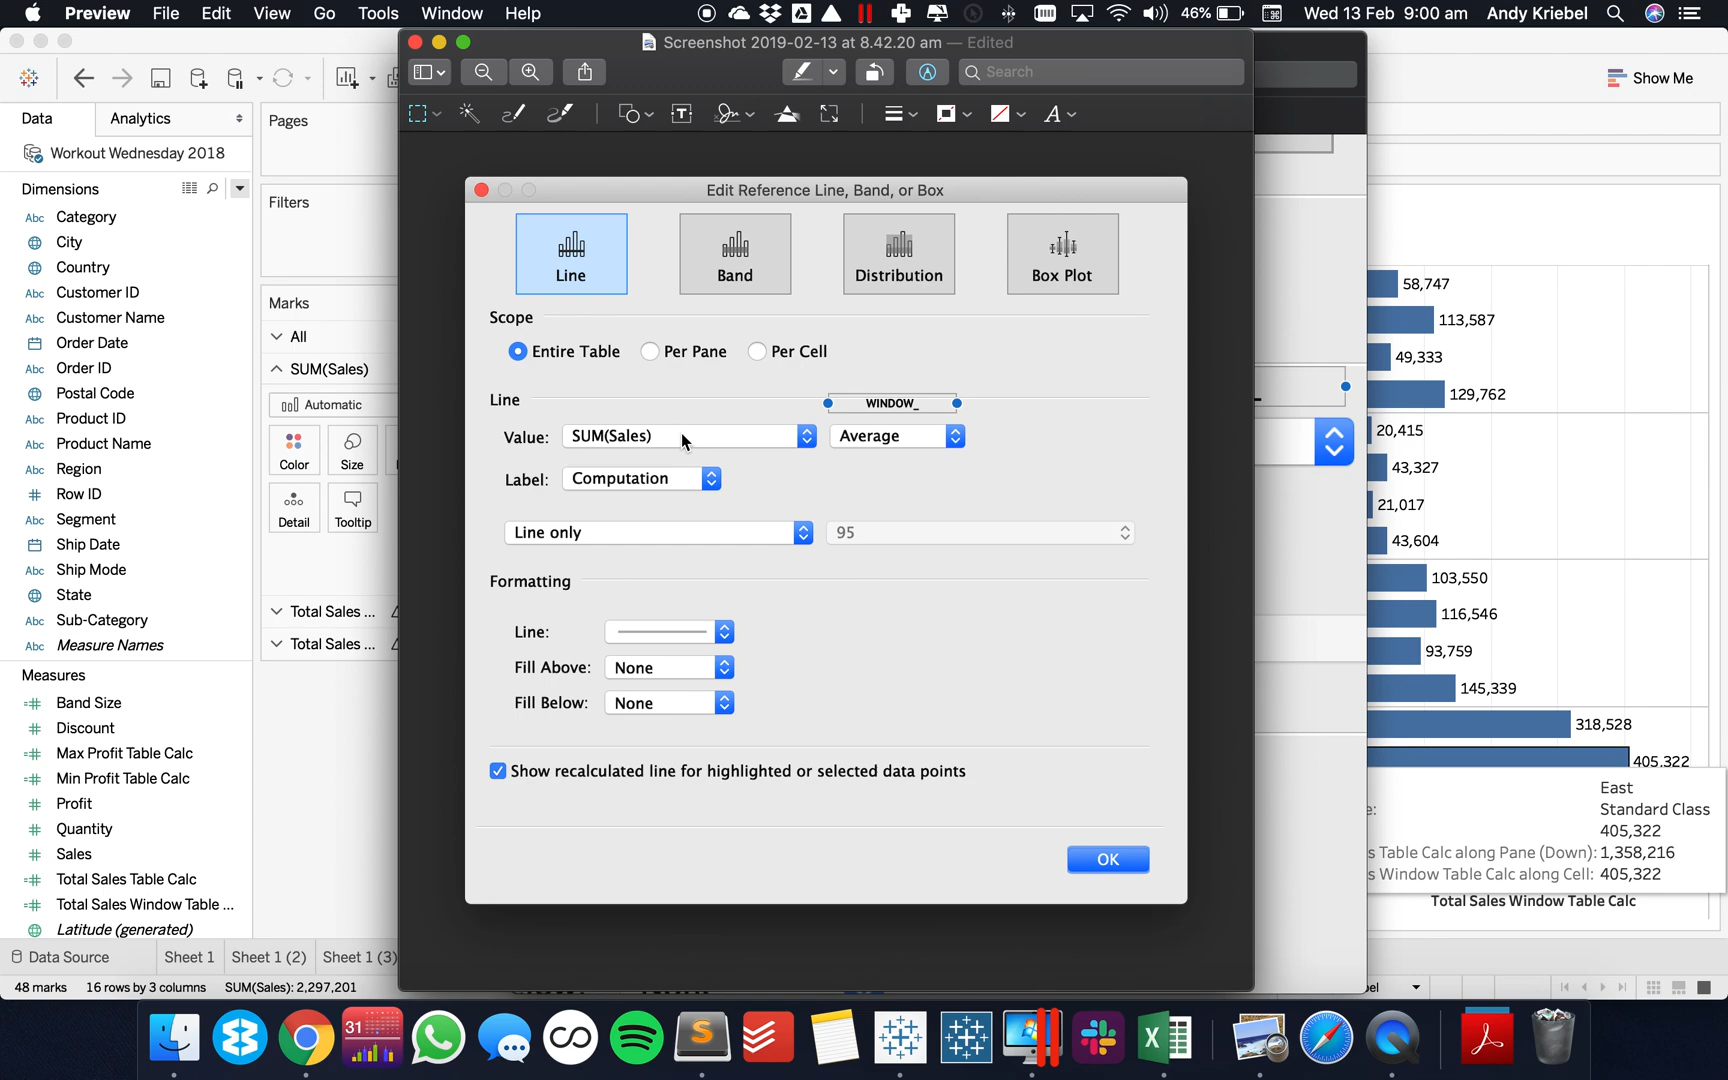 Preview File Edit View Go Tools Window Help 46% Wed 13 Feb 9:00 am Andy Kriebel
Screenshot 2019-02-13 at 8.42.20 am — Edited
Search
Show Me
Data Analytics
Workout Wednesday 2018
Dimensions
Abc Category
City
Country
Abc Customer ID
Abc Customer Name
Order Date
Abc Order ID
Postal Code
Abc Product ID
Abc Product Name
Abc Region
# Row ID
Abc Segment
Ship Date
Abc Ship Mode
State
Abc Sub-Category
Abc Measure Names
Measures
=# Band Size
=# Discount
=# Max Profit Table Calc
=# Min Profit Table Calc
# Profit
# Quantity
# Sales
=# Total Sales Table Calc
=# Total Sales Window Table ...
Latitude (generated)
Pages
Filters
Marks
All
SUM(Sales)
Automatic
Color Size
Detail Tooltip
Total Sales ...
Total Sales ...
Edit Reference Line, Band, or Box
Line Band Distribution Box Plot
Scope
Entire Table Per Pane Per Cell
Line
WINDOW_
Value: SUM(Sales) Average
Label: Computation
Line only 95
Formatting
Line:
Fill Above: None
Fill Below: None
Show recalculated line for highlighted or selected data points
OK
58,747
113,587
49,333
129,762
20,415
43,327
21,017
43,604
103,550
116,546
93,759
145,339
318,528
405,322
East
e: Standard Class
405,322
s Table Calc along Pane (Down): 1,358,216
s Window Table Calc along Cell: 405,322
Total Sales Window Table Calc
Data Source Sheet 1 Sheet 1 (2) Sheet 1 (3)
48 marks 16 rows by 3 columns SUM(Sales): 2,297,201
31